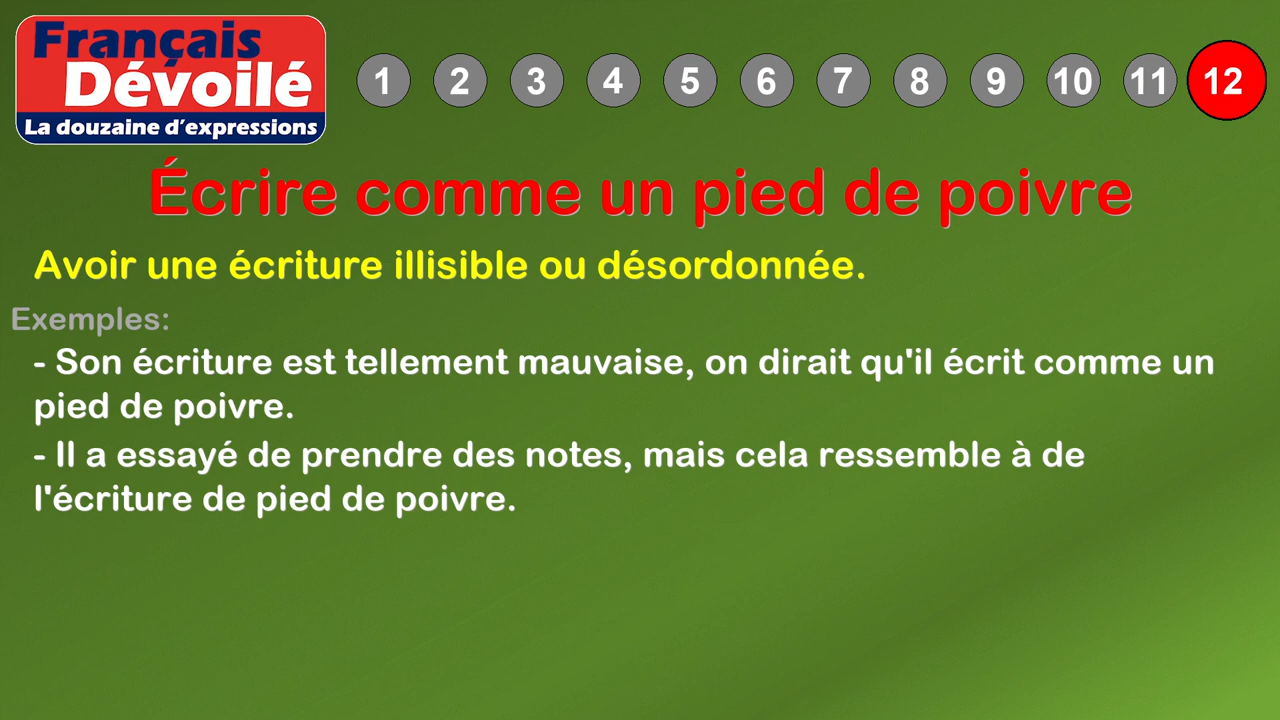 Français
Dévoilé
La douzaine d'expressions
1 2 3 4 5 6 7 8 9 10 11 12
Écrire comme un pied de poivre
Avoir une écriture illisible ou désordonnée.
Exemples:
- Son écriture est tellement mauvaise, on dirait qu'il écrit comme un
pied de poivre.
- Il a essayé de prendre des notes, mais cela ressemble à de
l'écriture de pied de poivre.